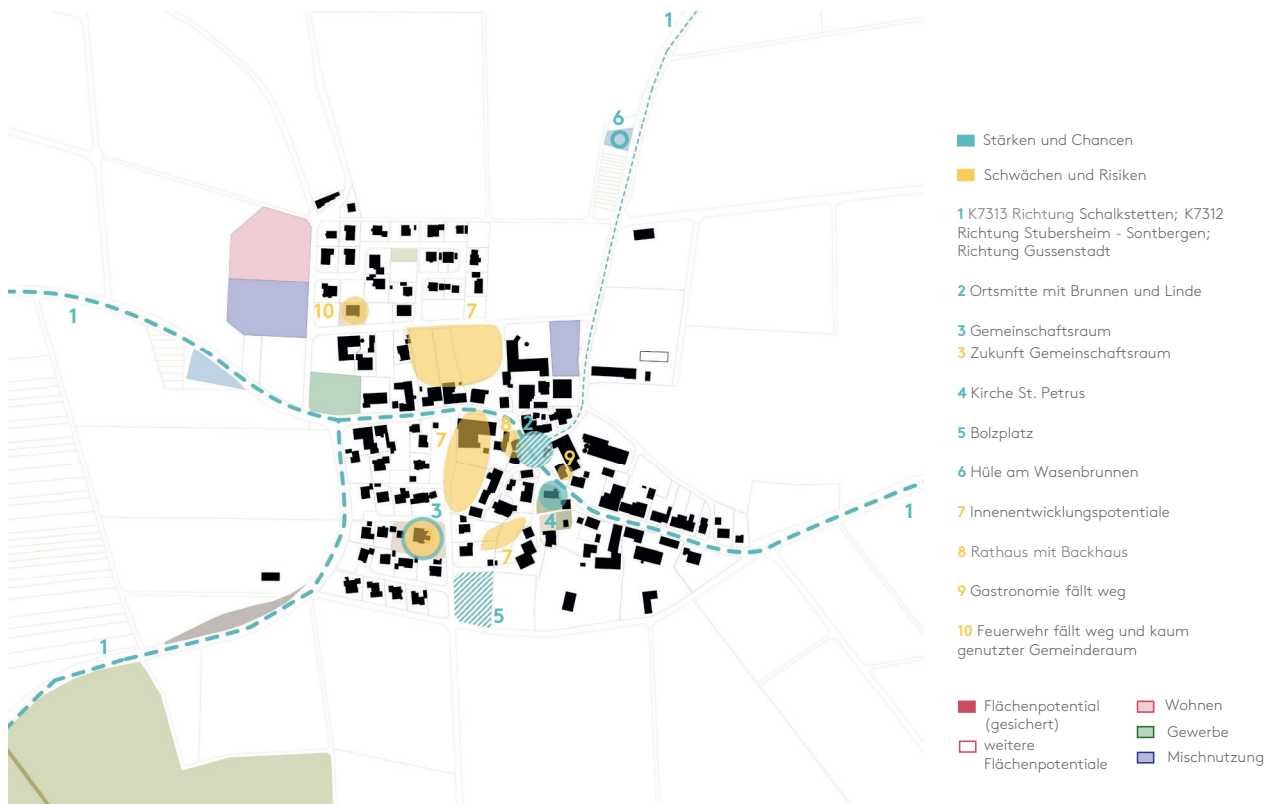 1
6
10
7
1
2
8
7
9
3
3
4
7
1
5
1
Stärken und Chancen
Schwächen und Risiken
1 K7313 Richtung Schalkstetten; K7312
Richtung Stubersheim - Sontbergen;
Richtung Gussenstadt
2 Ortsmitte mit Brunnen und Linde
3 Gemeinschaftsraum
3 Zukunft Gemeinschaftsraum
4 Kirche St. Petrus
5 Bolzplatz
6 Hüle am Wasenbrunnen
7 Innenentwicklungspotentiale
8 Rathaus mit Backhaus
9 Gastronomie fällt weg
10 Feuerwehr fällt weg und kaum
genutzter Gemeinderaum
Flächenpotential
(gesichert)
weitere
Flächenpotentiale
Wohnen
Gewerbe
Mischnutzung